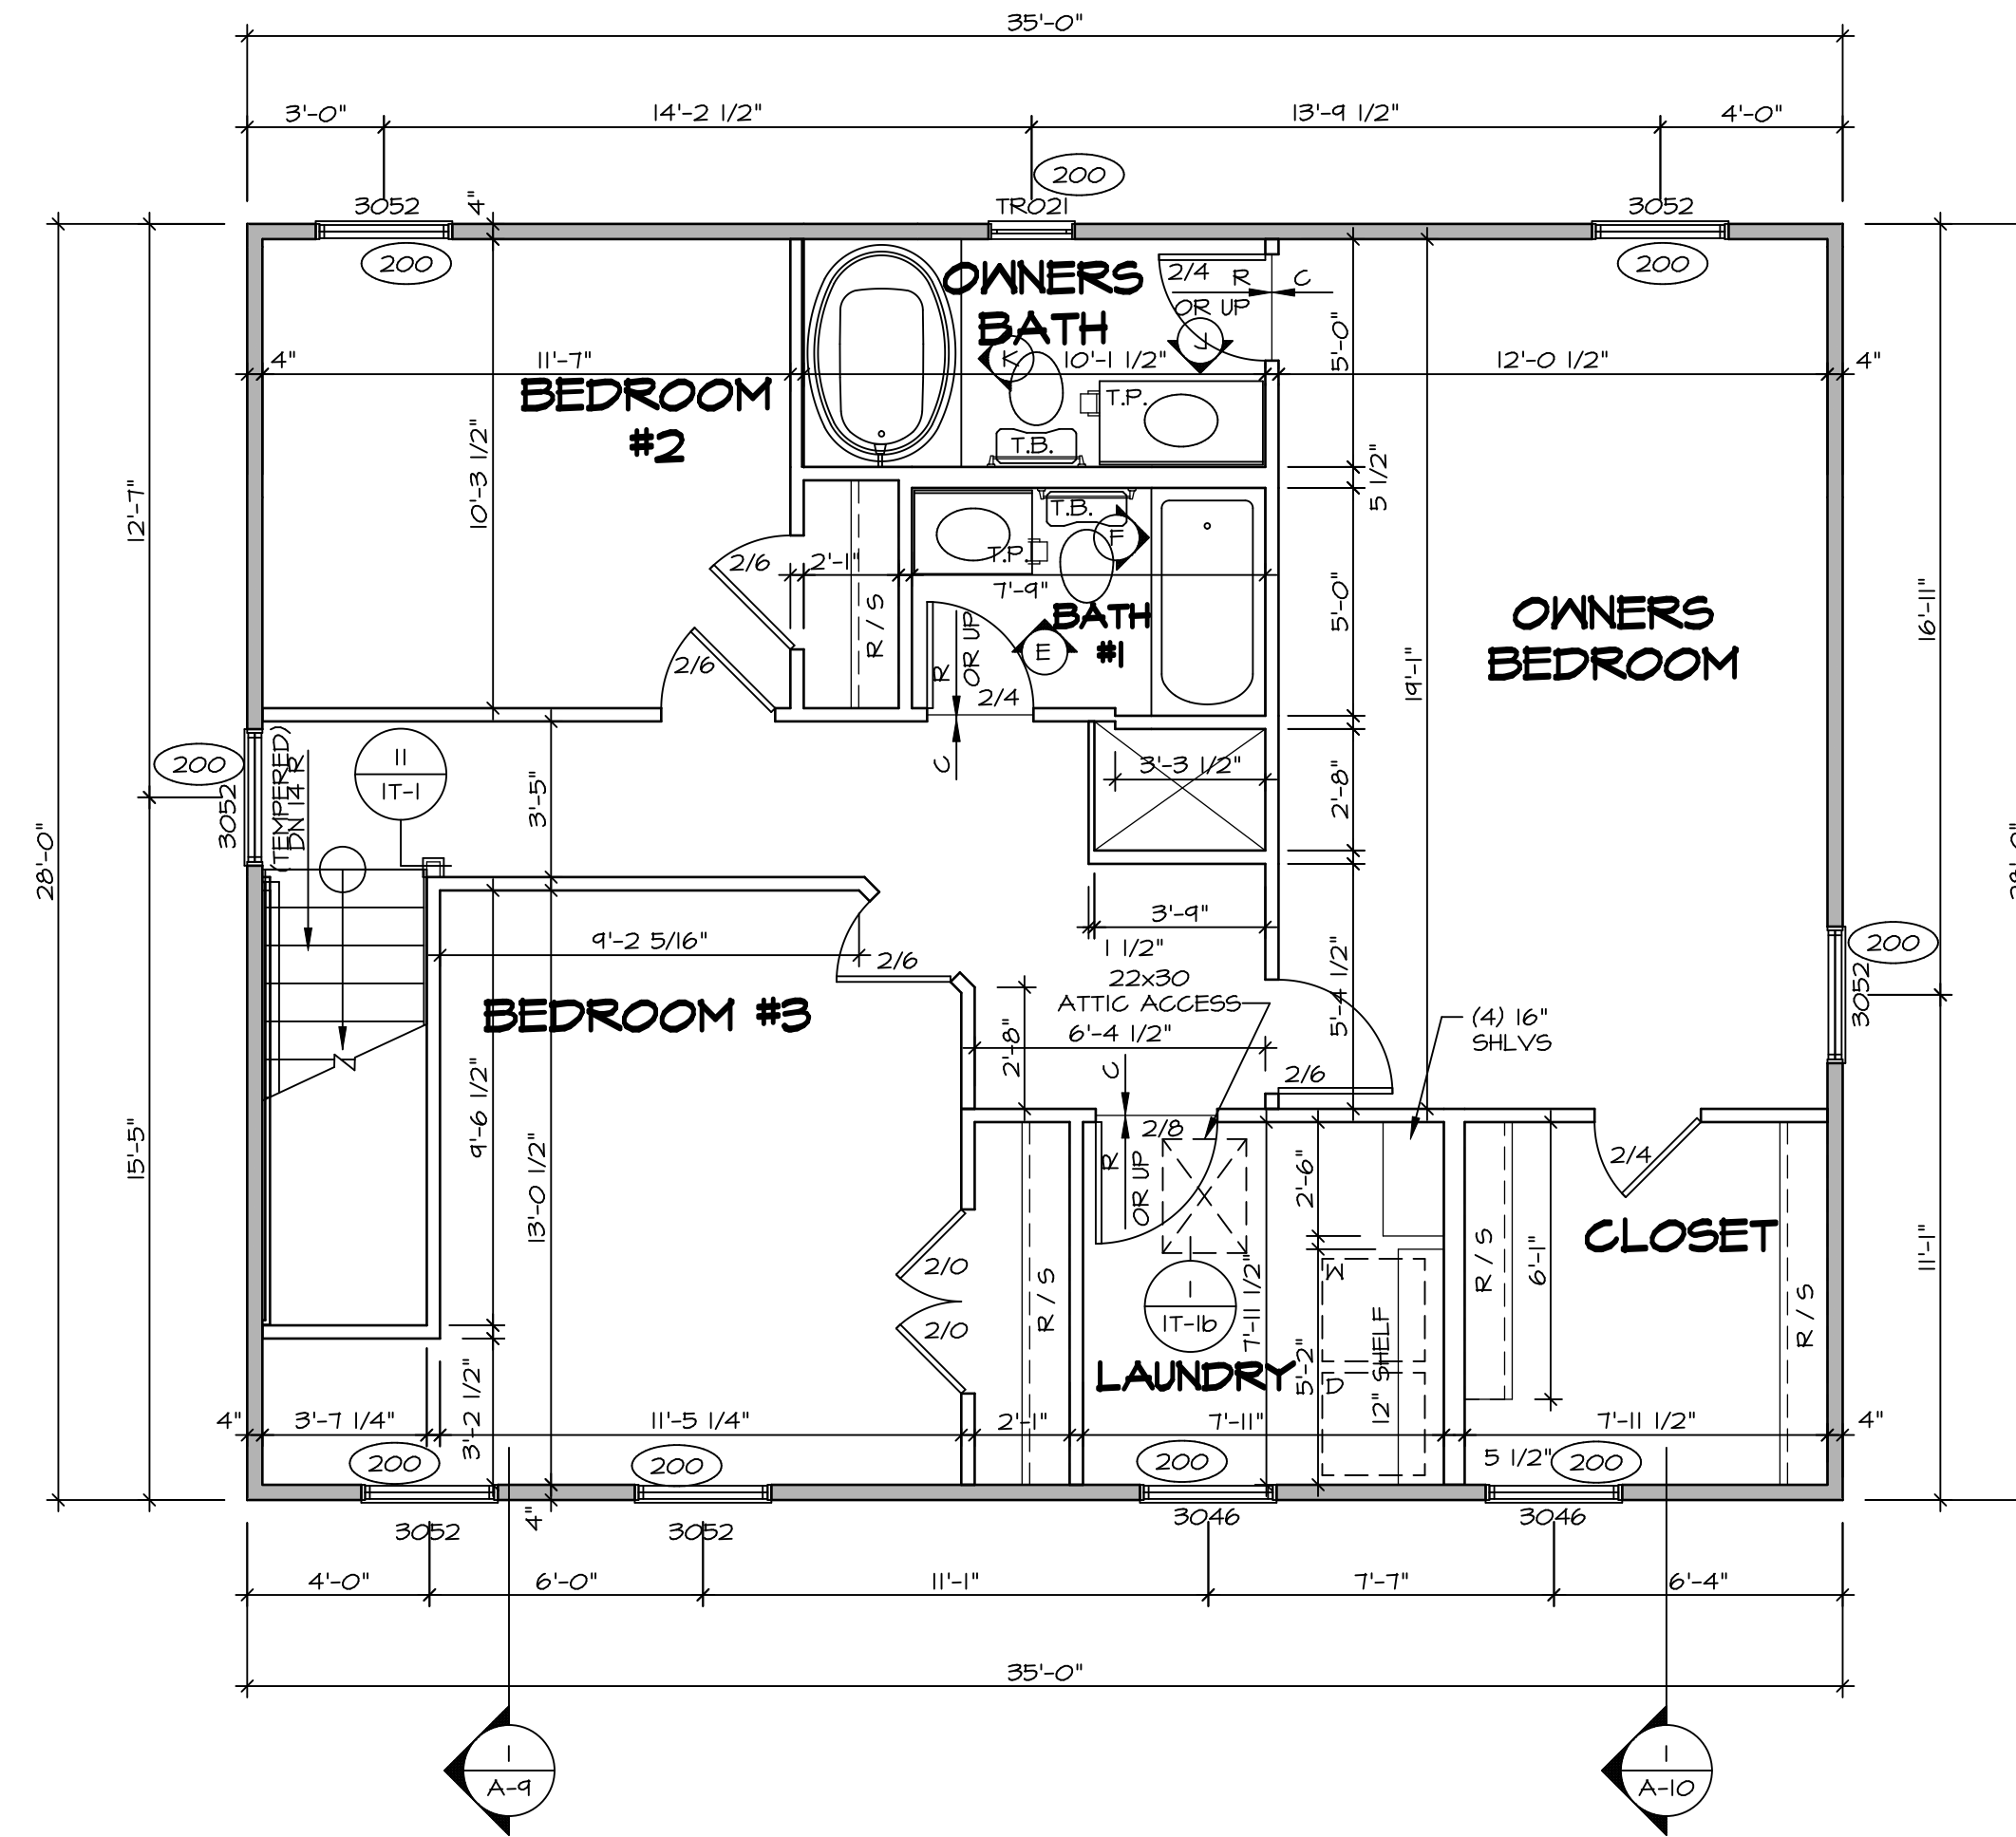 35'-0"
3'-0"
14'-2 1/2"
13'-9 1/2"
4'-0"
200
3052
4"
TR021
3052
200
200
OWNERS
BATH
2/4
R
C
OR UP
J
K
4"
11'-7"
10'-1 1/2"
5'-0"
12'-0 1/2"
4"
BEDROOM
#2
T.P.
T.B.
10'-3 1/2"
5 1/2"
12'-7"
T.B.
F
T.P.
2/6
2'-1"
7'-9"
5'-0"
16'-11"
OWNERS
BEDROOM
R / S
BATH
#1
E
R
OR UP
2/4
2/6
19'-1"
C
200
3052
(TEMPERED)
DN 14 R
11
IT-1
3'-5"
3'-3 1/2"
2'-8"
28'-0"
9'-2 5/16"
2/6
3'-9"
1 1/2"
22x30
ATTIC ACCESS
6'-4 1/2"
5'-4 1/2"
200
3052
BEDROOM #3
2'-8"
C
(4) 16"
SHLVS
2/6
9'-6 1/2"
13'-0 1/2"
15'-5"
2/8
R
OR UP
2'-6"
2/4
CLOSET
R / S
6'-1"
11'-1"
2/0
2/0
R / S
1
IT-1b
7'-11 1/2"
W
D
12" SHELF
5'-2"
R / S
LAUNDRY
3'-2 1/2"
4"
3'-7 1/4"
11'-5 1/4"
2'-1"
7'-11"
5 1/2"
7'-11 1/2"
4"
200
200
200
200
3052
4"
3052
3046
3046
4'-0"
6'-0"
11'-1"
7'-7"
6'-4"
35'-0"
1
A-9
1
A-10